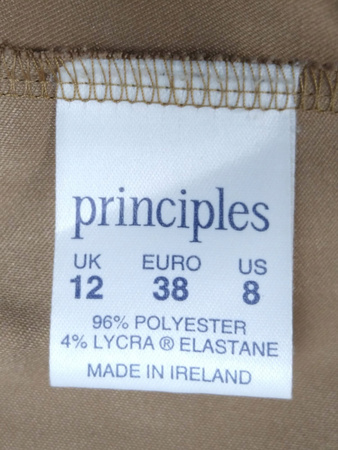 principles
UK EURO US
12 38 8
96% POLYESTER
4% LYCRA ® ELASTANE
MADE IN IRELAND